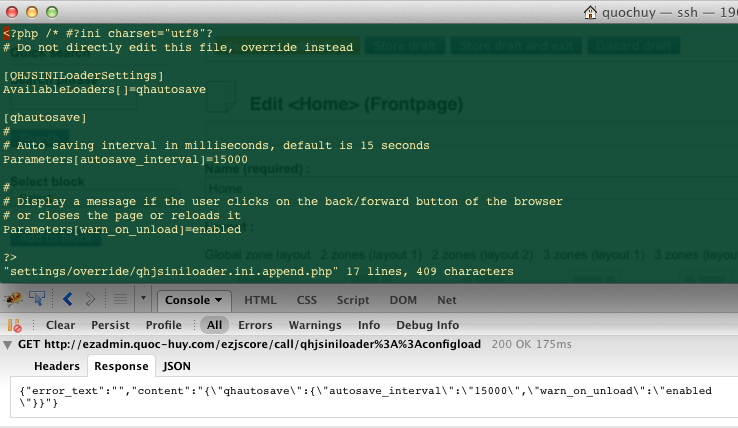 quochuy — ssh — 190
<?php /* #?ini charset="utf8"?
# Do not directly edit this file, override instead
Store draft
Store draft and exit
Discard draft
Quick search
[QHJSINILoaderSettings]
AvailableLoaders[]=qhautosave
Edit <Home> (Frontpage)
[qhautosave]
#
# Auto saving interval in milliseconds, default is 15 seconds
Parameters[autosave_interval]=15000
Name (required) :
Select block
Home
#
# Display a message if the user clicks on the back/forward button of the browser
# or closes the page or reloads it
Parameters[warn_on_unload]=enabled
Global zone layout 2 zones (layout 1) 2 zones (layout 2) 3 zones (layout 1) 3 zones (layout
?>
"settings/override/qhjsiniloader.ini.append.php" 17 lines, 409 characters
Console HTML CSS Script DOM Net
Clear Persist Profile All Errors Warnings Info Debug Info
GET http://ezadmin.quoc-huy.com/ezjscore/call/qhjsiniloader%3A%3Aconfigload 200 OK 175ms
Headers Response JSON
{"error_text":"","content":"{\"qhautosave\":{\"autosave_interval\":\"15000\",\"warn_on_unload\":\"enabled
\"}}"}